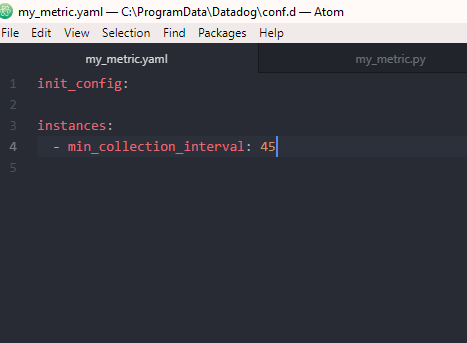 my_metric.yaml — C:\ProgramData\Datadog\conf.d — Atom
File Edit View Selection Find Packages Help
my_metric.yaml my_metric.py
1 init_config:
2
3 instances:
4 - min_collection_interval: 45
5